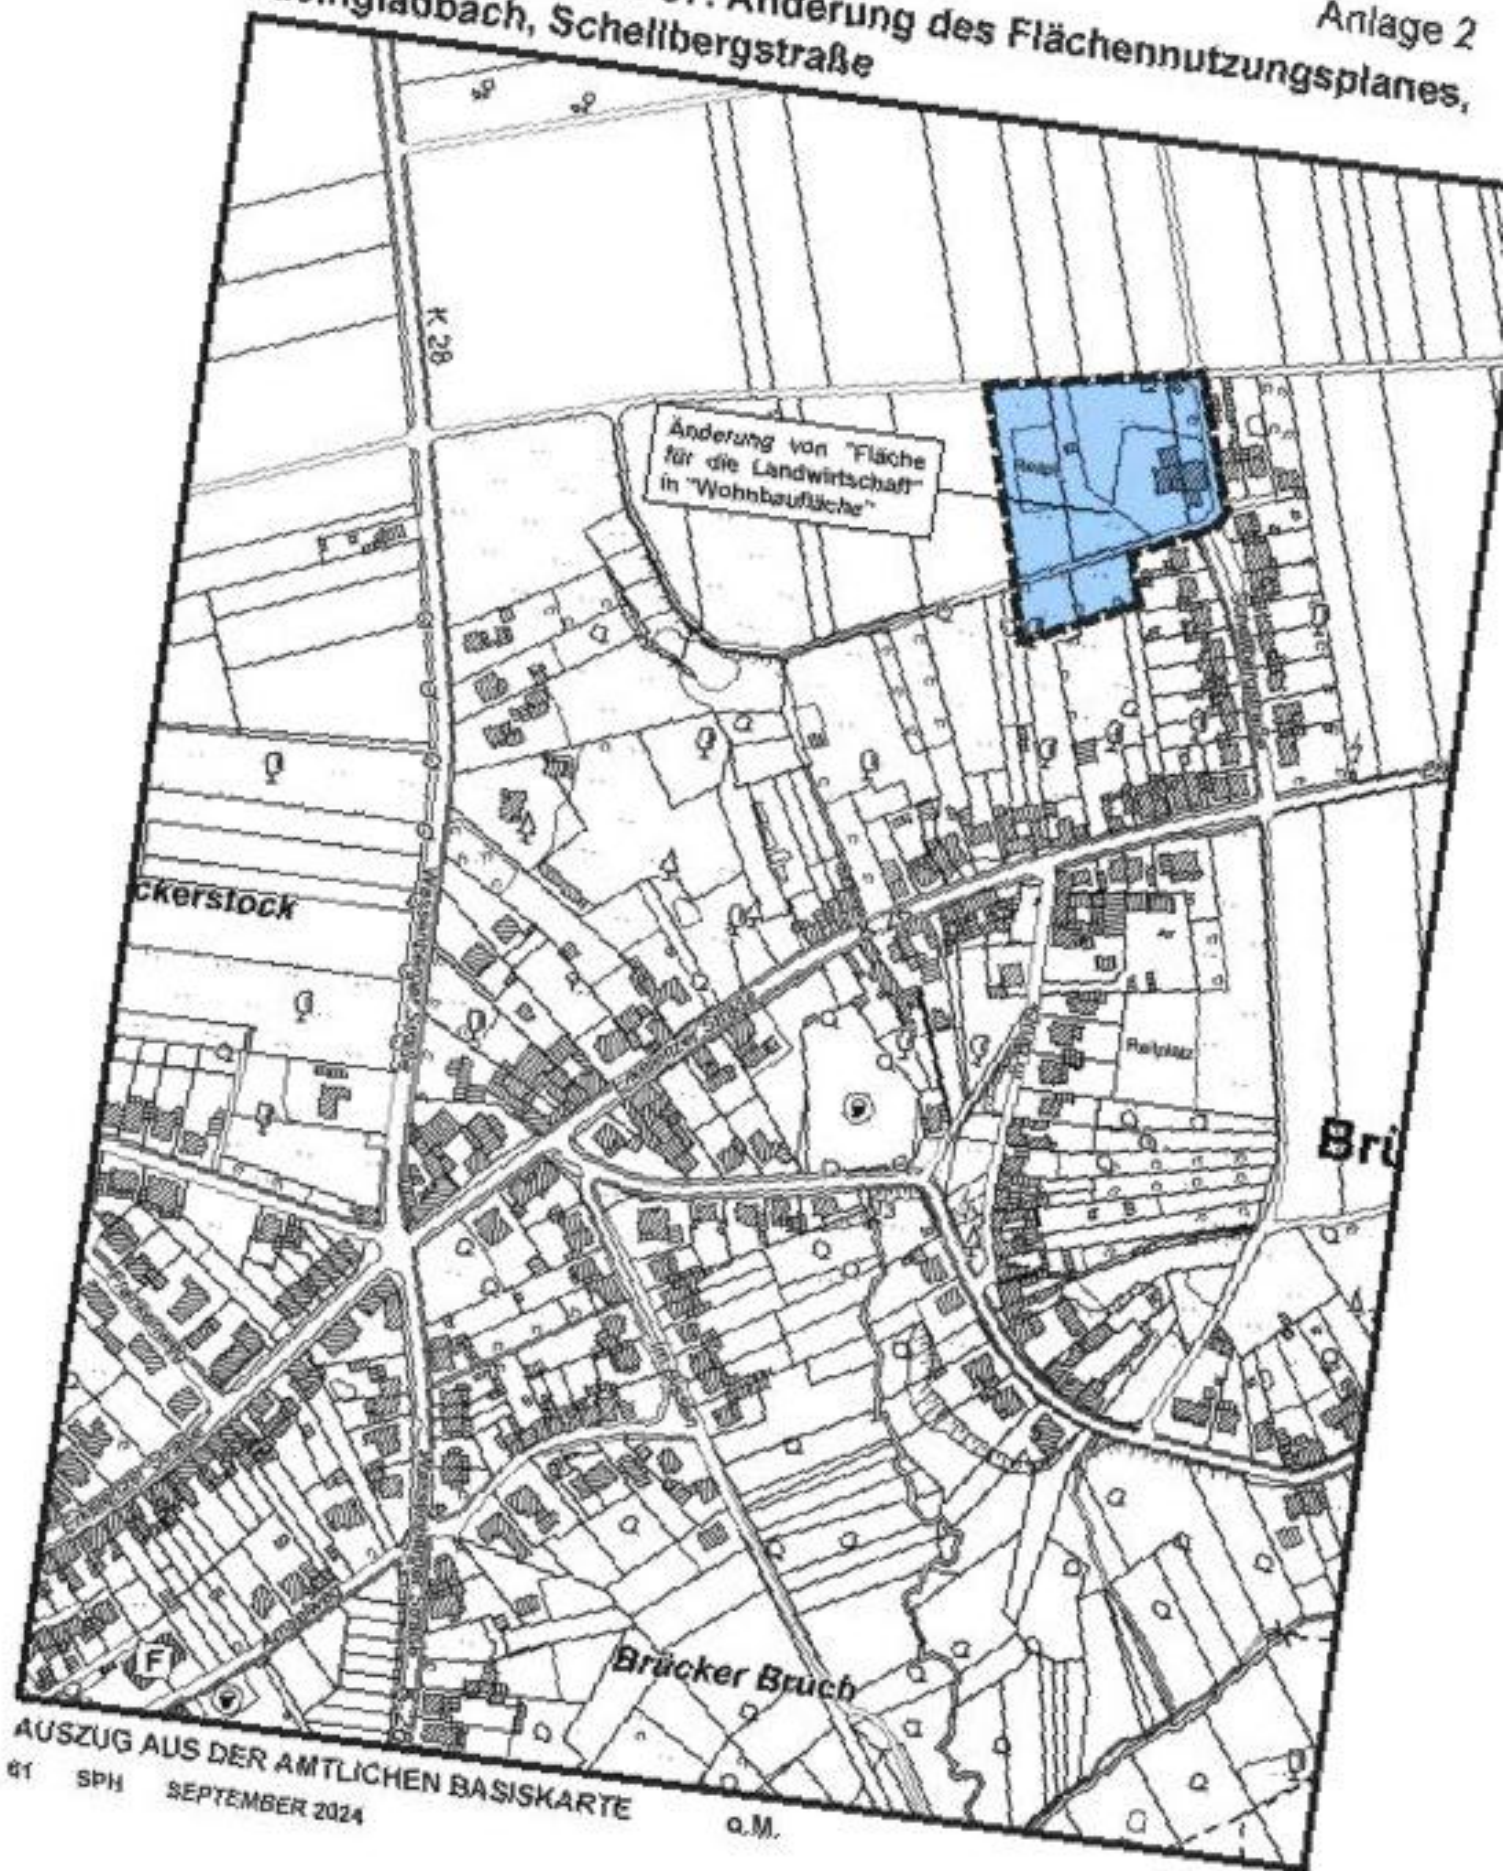 Anlage 2
Änderung des Flächennutzungsplanes,
Schellbergstraße
K 28
Änderung von "Fläche
für die Landwirtschaft"
in "Wohnbaufläche"
ckerstock
Reitplatz
Brü
Brücker Bruch
F
AUSZUG AUS DER AMTLICHEN BASISKARTE
61 SPH SEPTEMBER 2024
o.M.